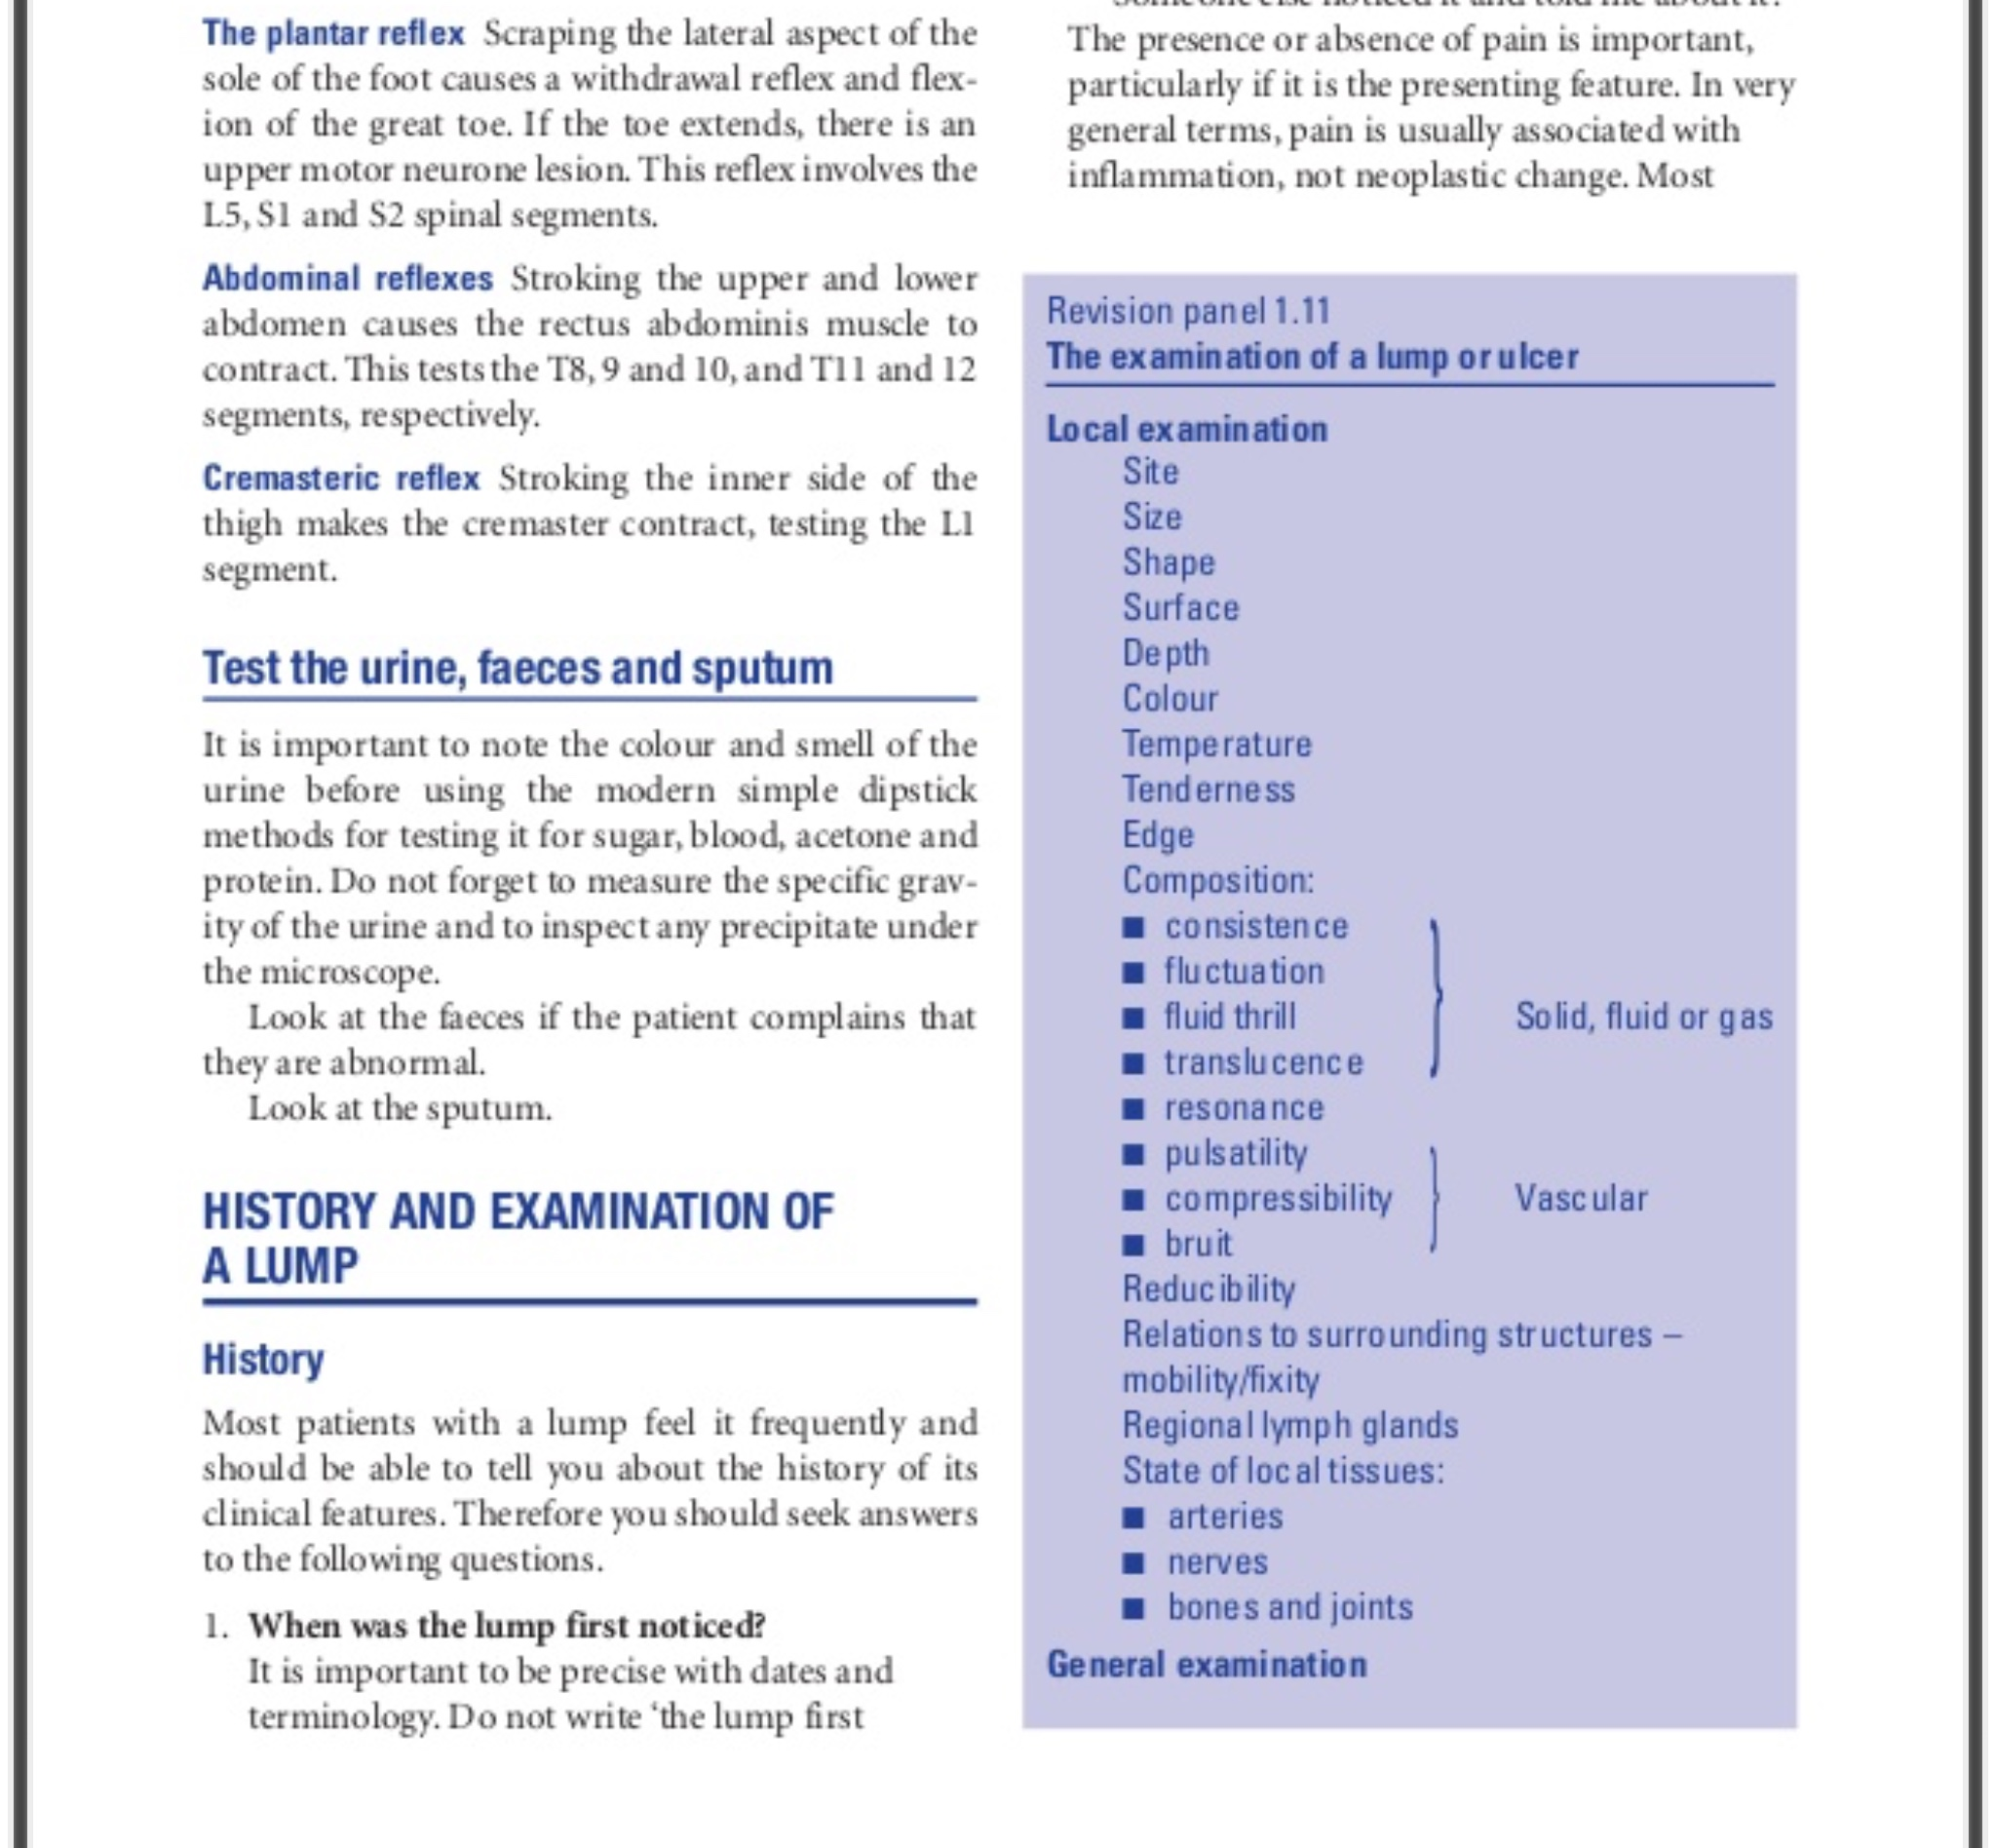 The plantar reflex Scraping the lateral aspect of the
sole of the foot causes a withdrawal reflex and flex-
ion of the great toe. If the toe extends, there is an
upper motor neurone lesion. This reflex involves the
L5, S1 and S2 spinal segments.
Abdominal reflexes Stroking the upper and lower
abdomen causes the rectus abdominis muscle to
contract. This tests the T8, 9 and 10, and T11 and 12
segments, respectively.
Cremasteric reflex Stroking the inner side of the
thigh makes the cremaster contract, testing the L1
segment.
Test the urine, faeces and sputum
It is important to note the colour and smell of the
urine before using the modern simple dipstick
methods for testing it for sugar, blood, acetone and
protein. Do not forget to measure the specific grav-
ity of the urine and to inspect any precipitate under
the microscope.
Look at the faeces if the patient complains that
they are abnormal.
Look at the sputum.
HISTORY AND EXAMINATION OF
A LUMP
History
Most patients with a lump feel it frequently and
should be able to tell you about the history of its
clinical features. Therefore you should seek answers
to the following questions.
1. When was the lump first noticed?
It is important to be precise with dates and
terminology. Do not write ‘the lump first
Someone else noticed it and told me about it.
The presence or absence of pain is important,
particularly if it is the presenting feature. In very
general terms, pain is usually associated with
inflammation, not neoplastic change. Most
Revision panel 1.11
The examination of a lump or ulcer
Local examination
Site
Size
Shape
Surface
Depth
Colour
Temperature
Tenderness
Edge
Composition:
■ consistence
■ fluctuation
■ fluid thrill Solid, fluid or gas
■ translucence
■ resonance
■ pulsatility
■ compressibility Vascular
■ bruit
Reducibility
Relations to surrounding structures –
mobility/fixity
Regional lymph glands
State of local tissues:
■ arteries
■ nerves
■ bones and joints
General examination